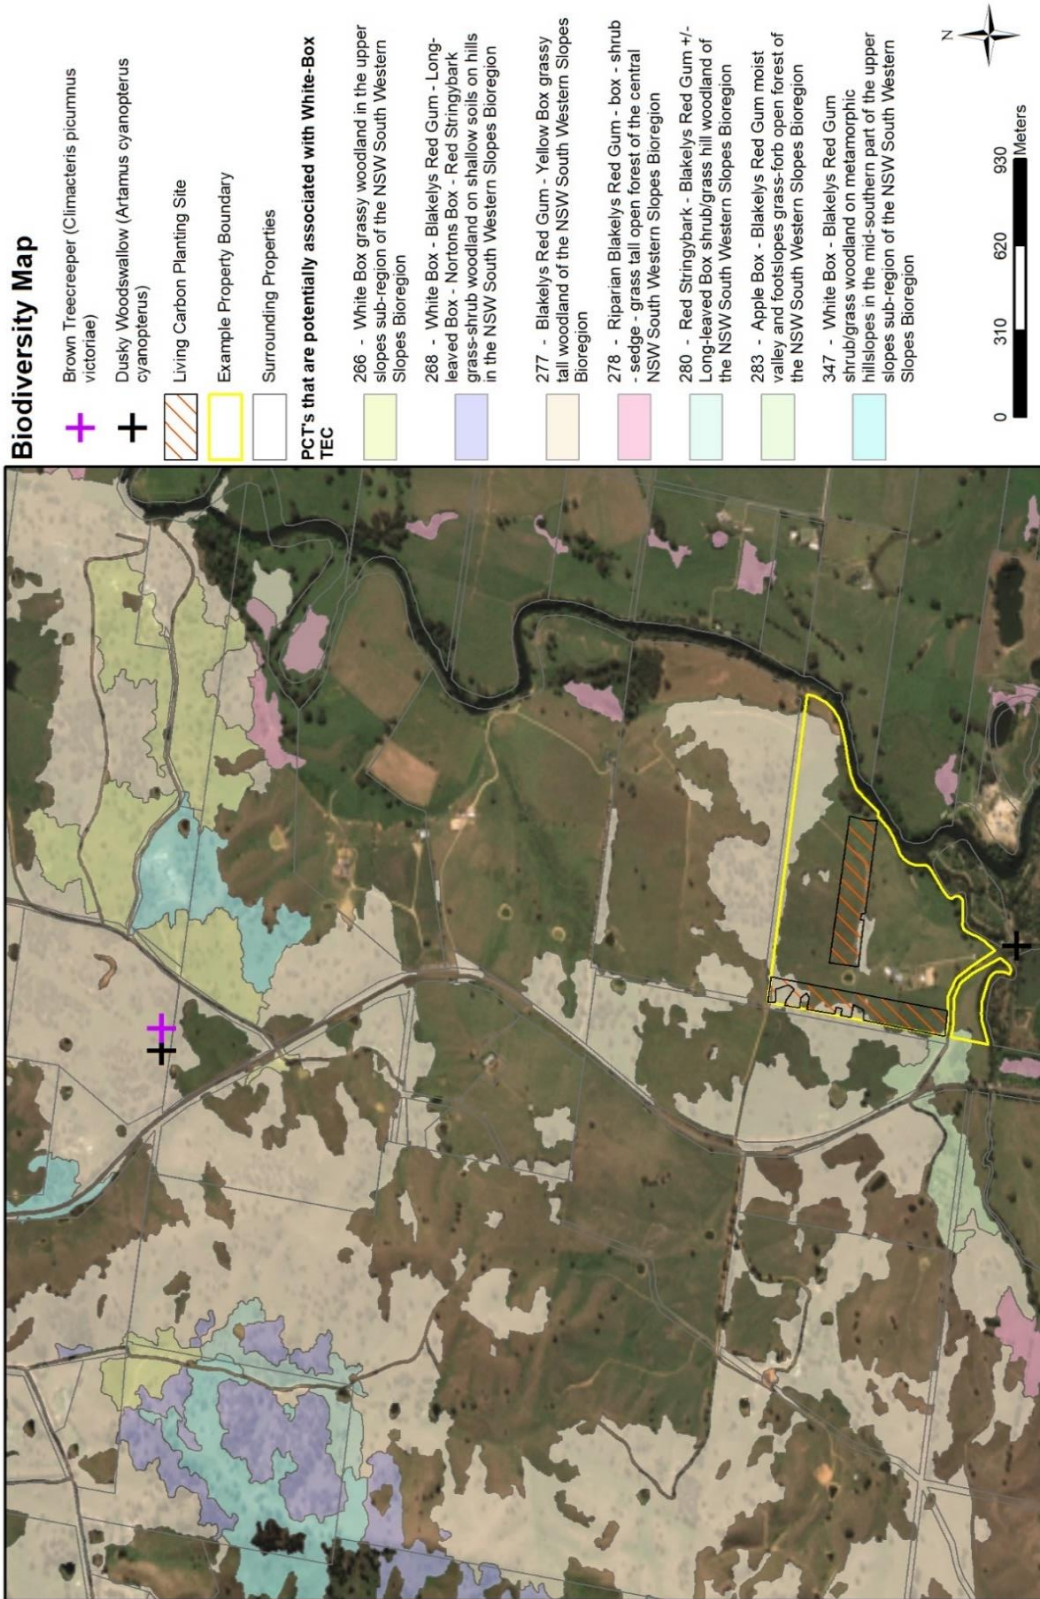 Biodiversity Map
Brown Treecreeper (Climacteris picumnus
victoriae)
Dusky Woodswallow (Artamus cyanopterus
cyanopterus)
Living Carbon Planting Site
Example Property Boundary
Surrounding Properties
PCT's that are potentially associated with White-Box
TEC
266 - White Box grassy woodland in the upper
slopes sub-region of the NSW South Western
Slopes Bioregion
268 - White Box - Blakelys Red Gum - Long-
leaved Box - Nortons Box - Red Stringybark
grass-shrub woodland on shallow soils on hills
in the NSW South Western Slopes Bioregion
277 - Blakelys Red Gum - Yellow Box grassy
tall woodland of the NSW South Western Slopes
Bioregion
278 - Riparian Blakelys Red Gum - box - shrub
- sedge - grass tall open forest of the central
NSW South Western Slopes Bioregion
280 - Red Stringybark - Blakelys Red Gum +/-
Long-leaved Box shrub/grass hill woodland of
the NSW South Western Slopes Bioregion
283 - Apple Box - Blakelys Red Gum moist
valley and footslopes grass-forb open forest of
the NSW South Western Slopes Bioregion
347 - White Box - Blakelys Red Gum
shrub/grass woodland on metamorphic
hillslopes in the mid-southern part of the upper
slopes sub-region of the NSW South Western
Slopes Bioregion
N
0 310 620 930
Meters